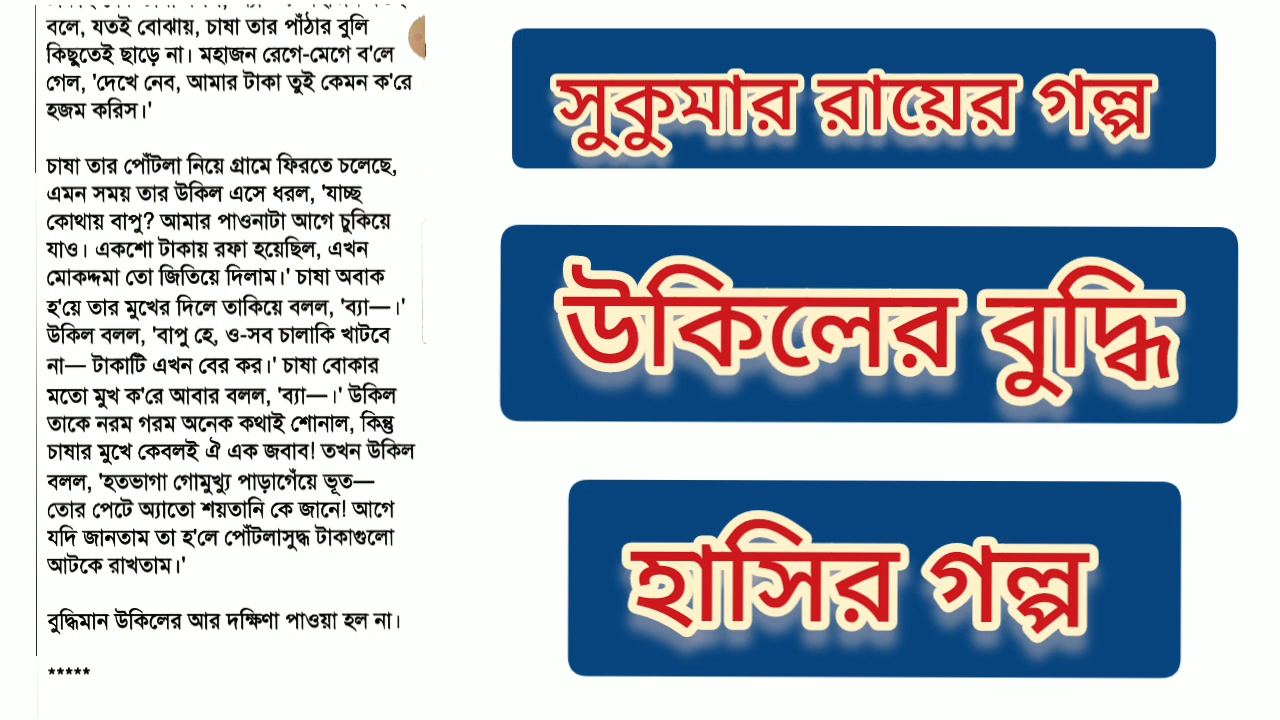 বলে, যতই বোঝায়, চাষা তার পাঁঠার বুলি
কিছুতেই ছাড়ে না। মহাজন রেগে-মেগে ব'লে
গেল, 'দেখে নেব, আমার টাকা তুই কেমন ক'রে
হজম করিস।'
চাষা তার পোঁটলা নিয়ে গ্রামে ফিরতে চলেছে,
এমন সময় তার উকিল এসে ধরল, 'যাচ্ছ
কোথায় বাপু? আমার পাওনাটা আগে চুকিয়ে
যাও। একশো টাকায় রফা হয়েছিল, এখন
মোকদ্দমা তো জিতিয়ে দিলাম।' চাষা অবাক
হ'য়ে তার মুখের দিলে তাকিয়ে বলল, 'ব্যা—।'
উকিল বলল, 'বাপু হে, ও-সব চালাকি খাটবে
না— টাকাটি এখন বের কর।' চাষা বোকার
মতো মুখ ক'রে আবার বলল, 'ব্যা—।' উকিল
তাকে নরম গরম অনেক কথাই শোনাল, কিন্তু
চাষার মুখে কেবলই ঐ এক জবাব! তখন উকিল
বলল, 'হতভাগা গোমুখ্যু পাড়াগেঁয়ে ভূত—
তোর পেটে অ্যাতো শয়তানি কে জানে! আগে
যদি জানতাম তা হ'লে পোঁটলাসুদ্ধ টাকাগুলো
আটকে রাখতাম।'
বুদ্ধিমান উকিলের আর দক্ষিণা পাওয়া হল না।
*****
সুকুমার রায়ের গল্প
উকিলের বুদ্ধি
হাসির গল্প